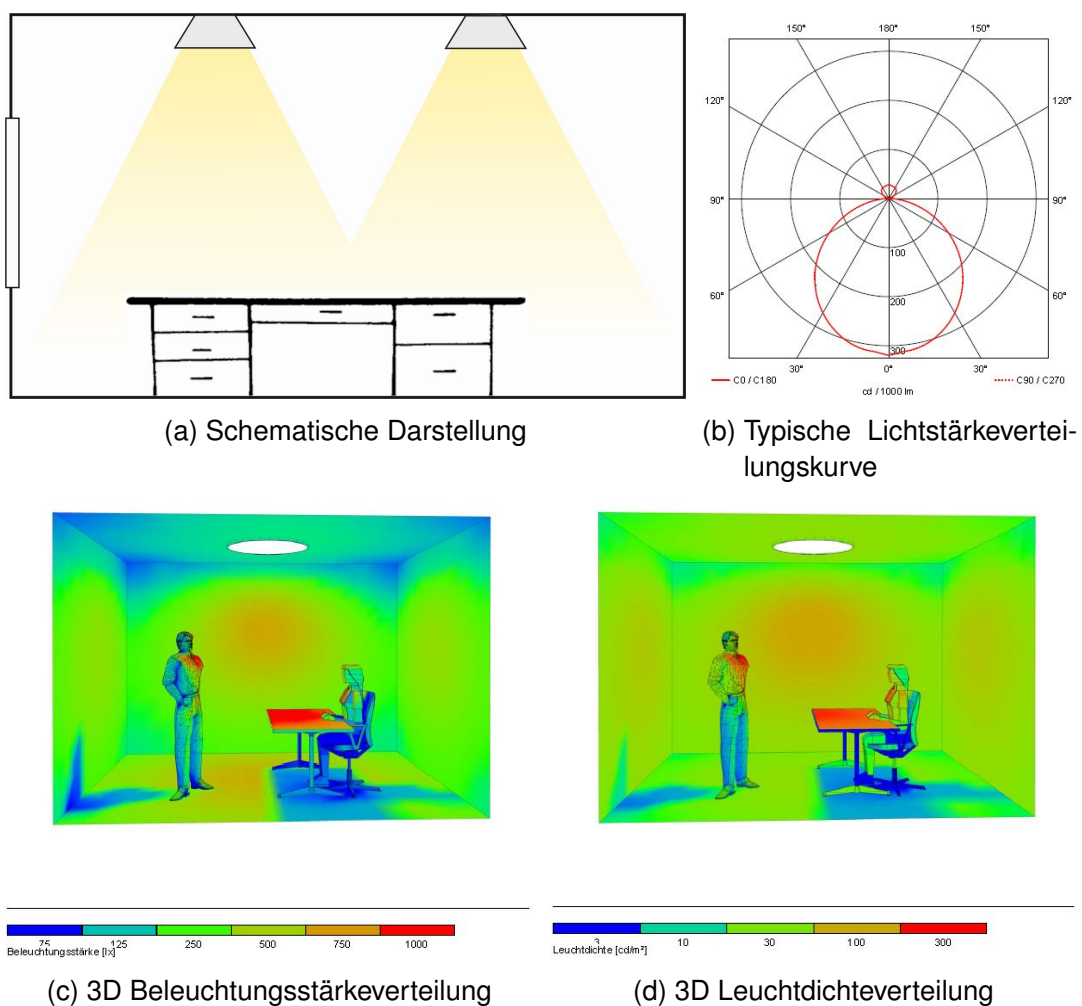 150° 180° 150°
120° 120°
90° 90°
100
60° 200 60°
300
30° 0° 30°
C0 / C180 C90 / C270
cd / 1000 lm
(a) Schematische Darstellung
(b) Typische Lichtstärkevertei-
lungskurve
75 125 250 500 750 1000
Beleuchtungsstärke [lx]
3 10 30 100 300
Leuchtdichte [cd/m²]
(c) 3D Beleuchtungsstärkeverteilung
(d) 3D Leuchtdichteverteilung